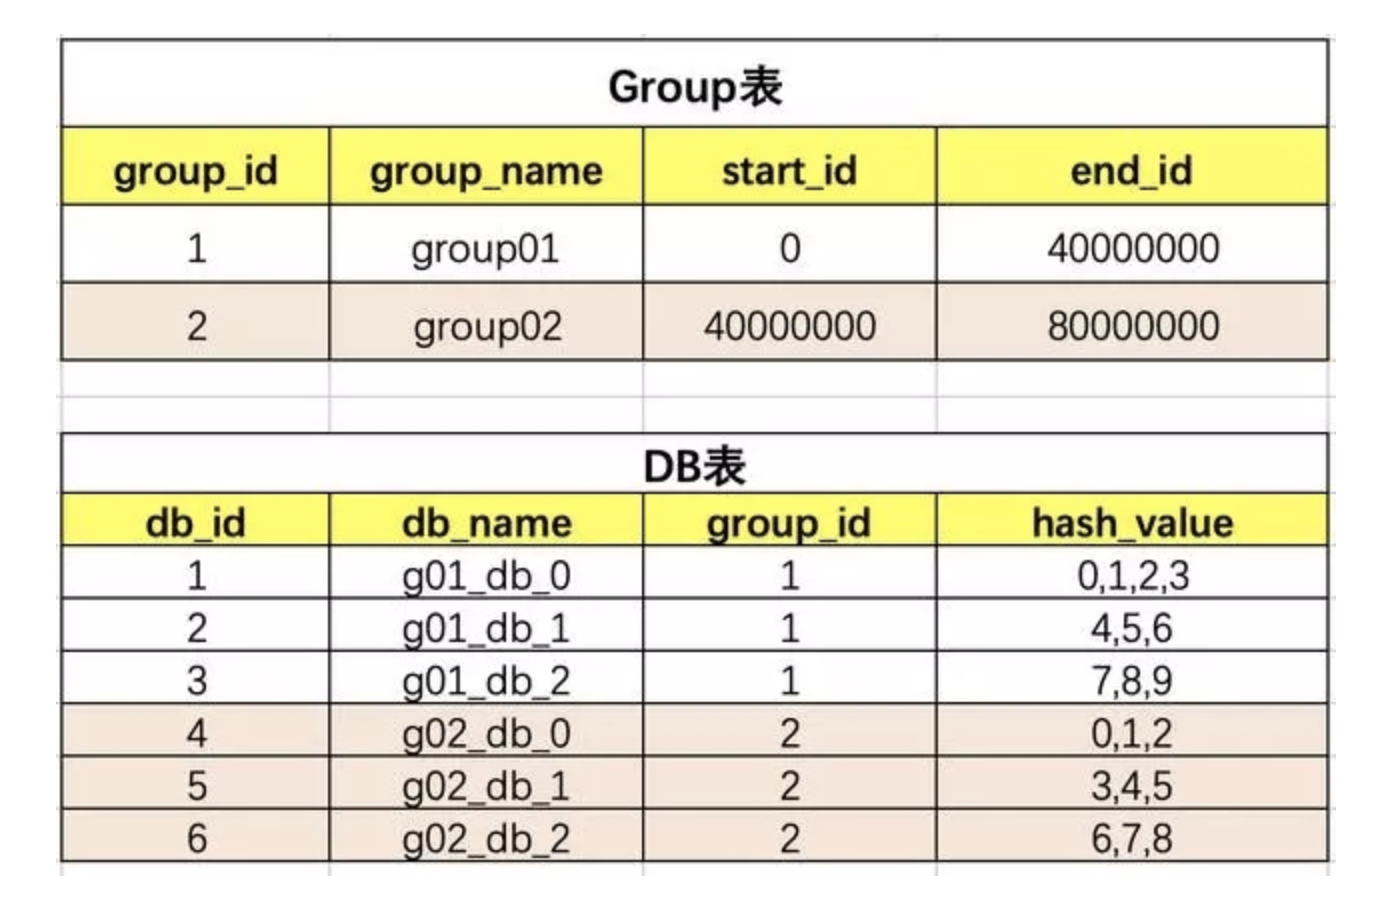 Group表
group_id group_name start_id end_id
1 group01 0 40000000
2 group02 40000000 80000000
DB表
db_id db_name group_id hash_value
1 g01_db_0 1 0,1,2,3
2 g01_db_1 1 4,5,6
3 g01_db_2 1 7,8,9
4 g02_db_0 2 0,1,2
5 g02_db_1 2 3,4,5
6 g02_db_2 2 6,7,8